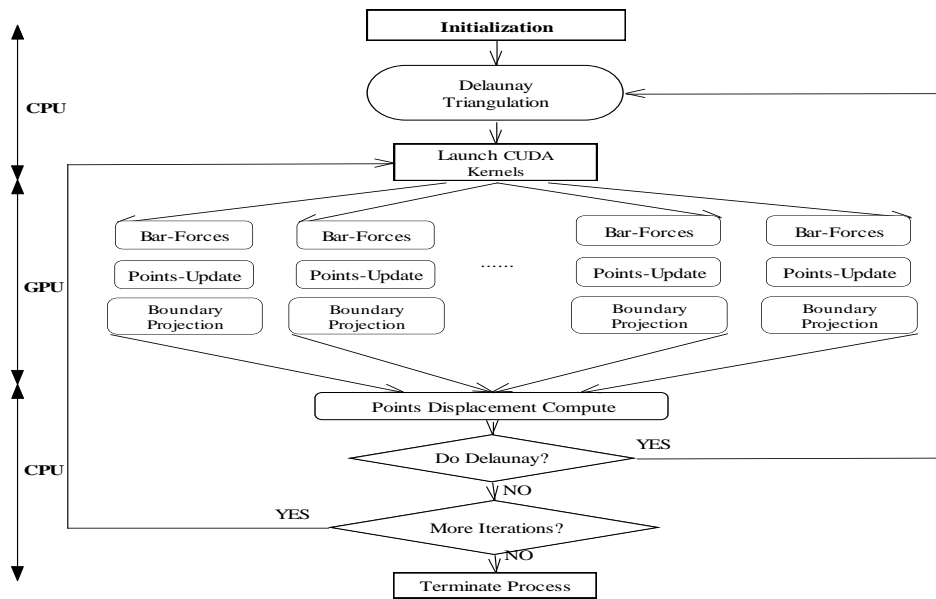 Initialization
Delaunay
Triangulation
CPU
Launch CUDA
Kernels
Bar-Forces
Bar-Forces
Bar-Forces
Bar-Forces
Points-Update
Points-Update
......
Points-Update
Points-Update
GPU
Boundary
Projection
Boundary
Projection
Boundary
Projection
Boundary
Projection
Points Displacement Compute
YES
Do Delaunay?
CPU
NO
YES
More Iterations?
NO
Terminate Process